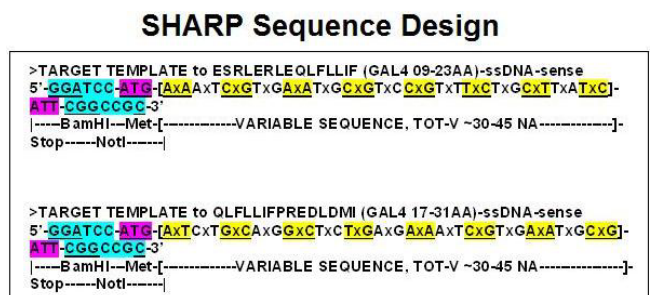 SHARP Sequence Design
>TARGET TEMPLATE to ESRLERLEQLFLLIF (GAL4 09-23AA)-ssDNA-sense
5'-GGATCC-ATG-[AxAAxTCxGTxGAxATxGCxGTxCCxGTxTTxCTxGCxTTxATxC]-
ATT-CGGCCGC-3'
|-----BamHI---Met-[--------------VARIABLE SEQUENCE, TOT-V ~30-45 NA--------------]-
Stop------NotI-------|
>TARGET TEMPLATE to QLFLLIFPREDLDMI (GAL4 17-31AA)-ssDNA-sense
5'-GGATCC-ATG-[AxTCxTGxCAxGGxCTxCTxGAxGAxAAxTCxGTxGAxATxGCxG]-
ATT-CGGCCGC-3'
|-----BamHI---Met-[--------------VARIABLE SEQUENCE, TOT-V ~30-45 NA----------------]-
Stop------NotI-------|